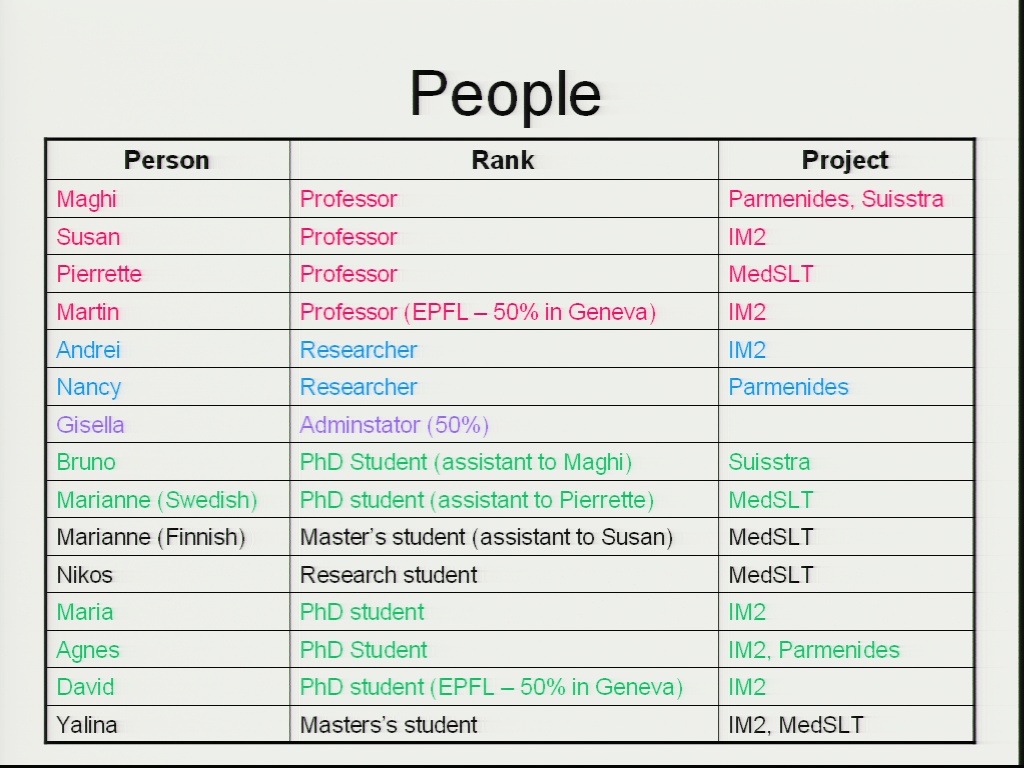 People
Person Rank Project
Maghi Professor Parmenides, Suisstra
Susan Professor IM2
Pierrette Professor MedSLT
Martin Professor (EPFL – 50% in Geneva) IM2
Andrei Researcher IM2
Nancy Researcher Parmenides
Gisella Adminstator (50%)
Bruno PhD Student (assistant to Maghi) Suisstra
Marianne (Swedish) PhD student (assistant to Pierrette) MedSLT
Marianne (Finnish) Master's student (assistant to Susan) MedSLT
Nikos Research student MedSLT
Maria PhD student IM2
Agnes PhD Student IM2, Parmenides
David PhD student (EPFL – 50% in Geneva) IM2
Yalina Masters's student IM2, MedSLT